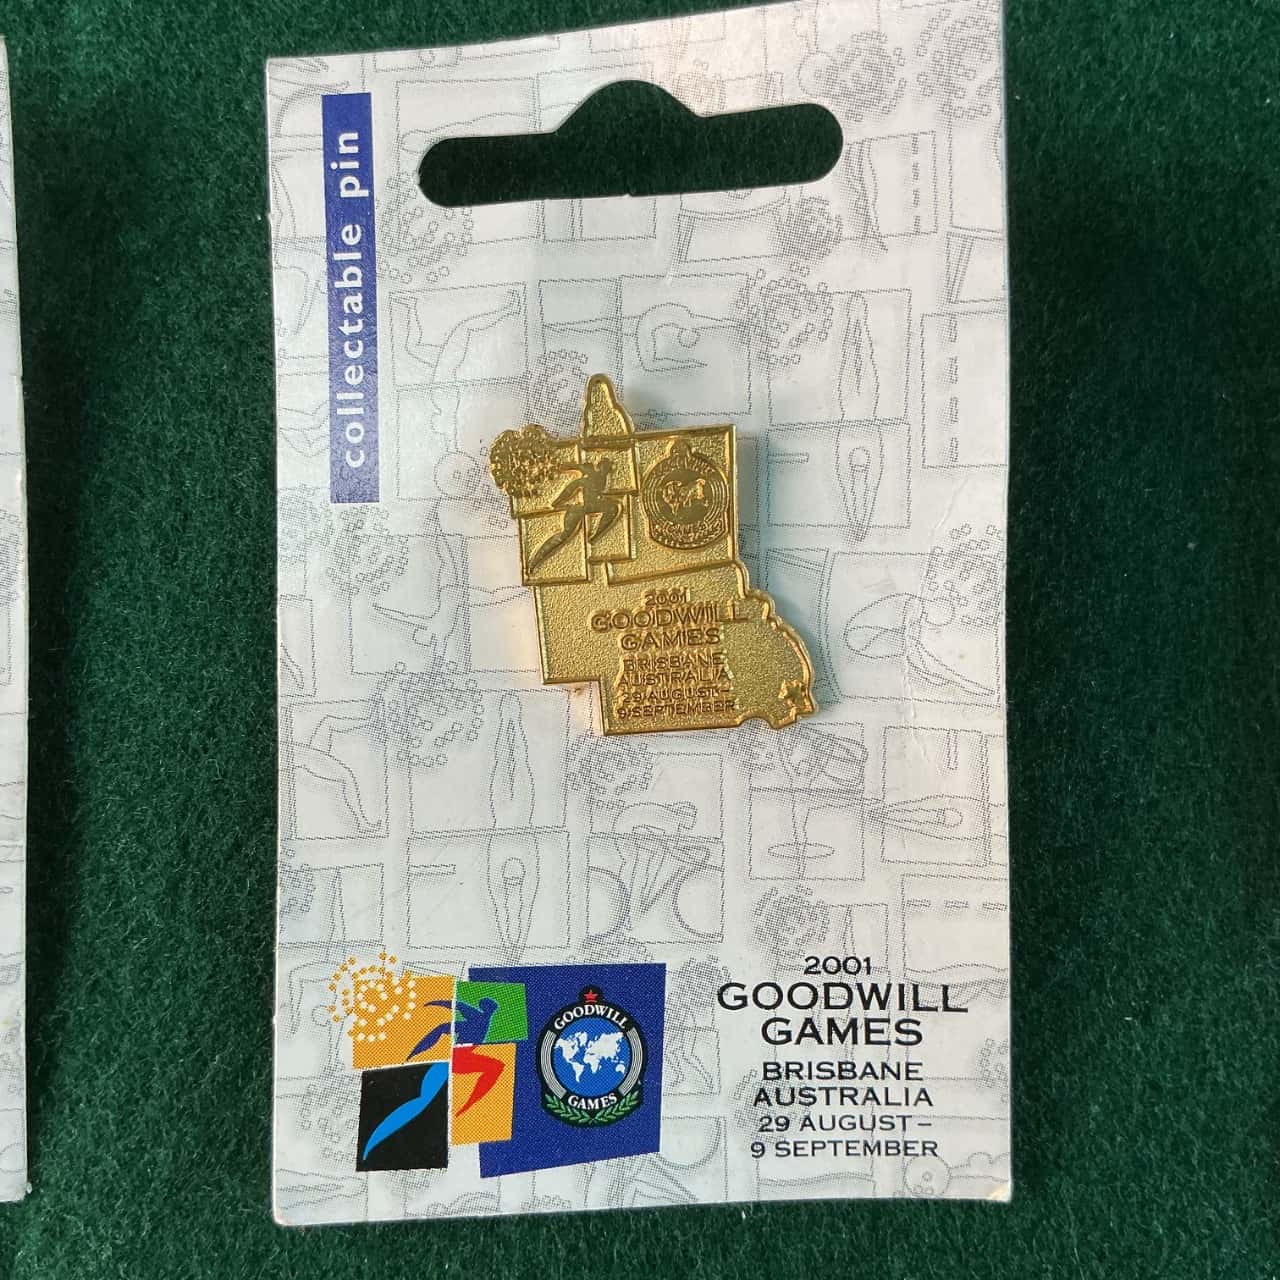 collectable pin
2001
GOODWILL
GAMES
BRISBANE
AUSTRALIA
29 AUGUST-
9 SEPTEMBER
GOODWILL
GAMES
2001
GOODWILL
GAMES
BRISBANE
AUSTRALIA
29 AUGUST –
9 SEPTEMBER